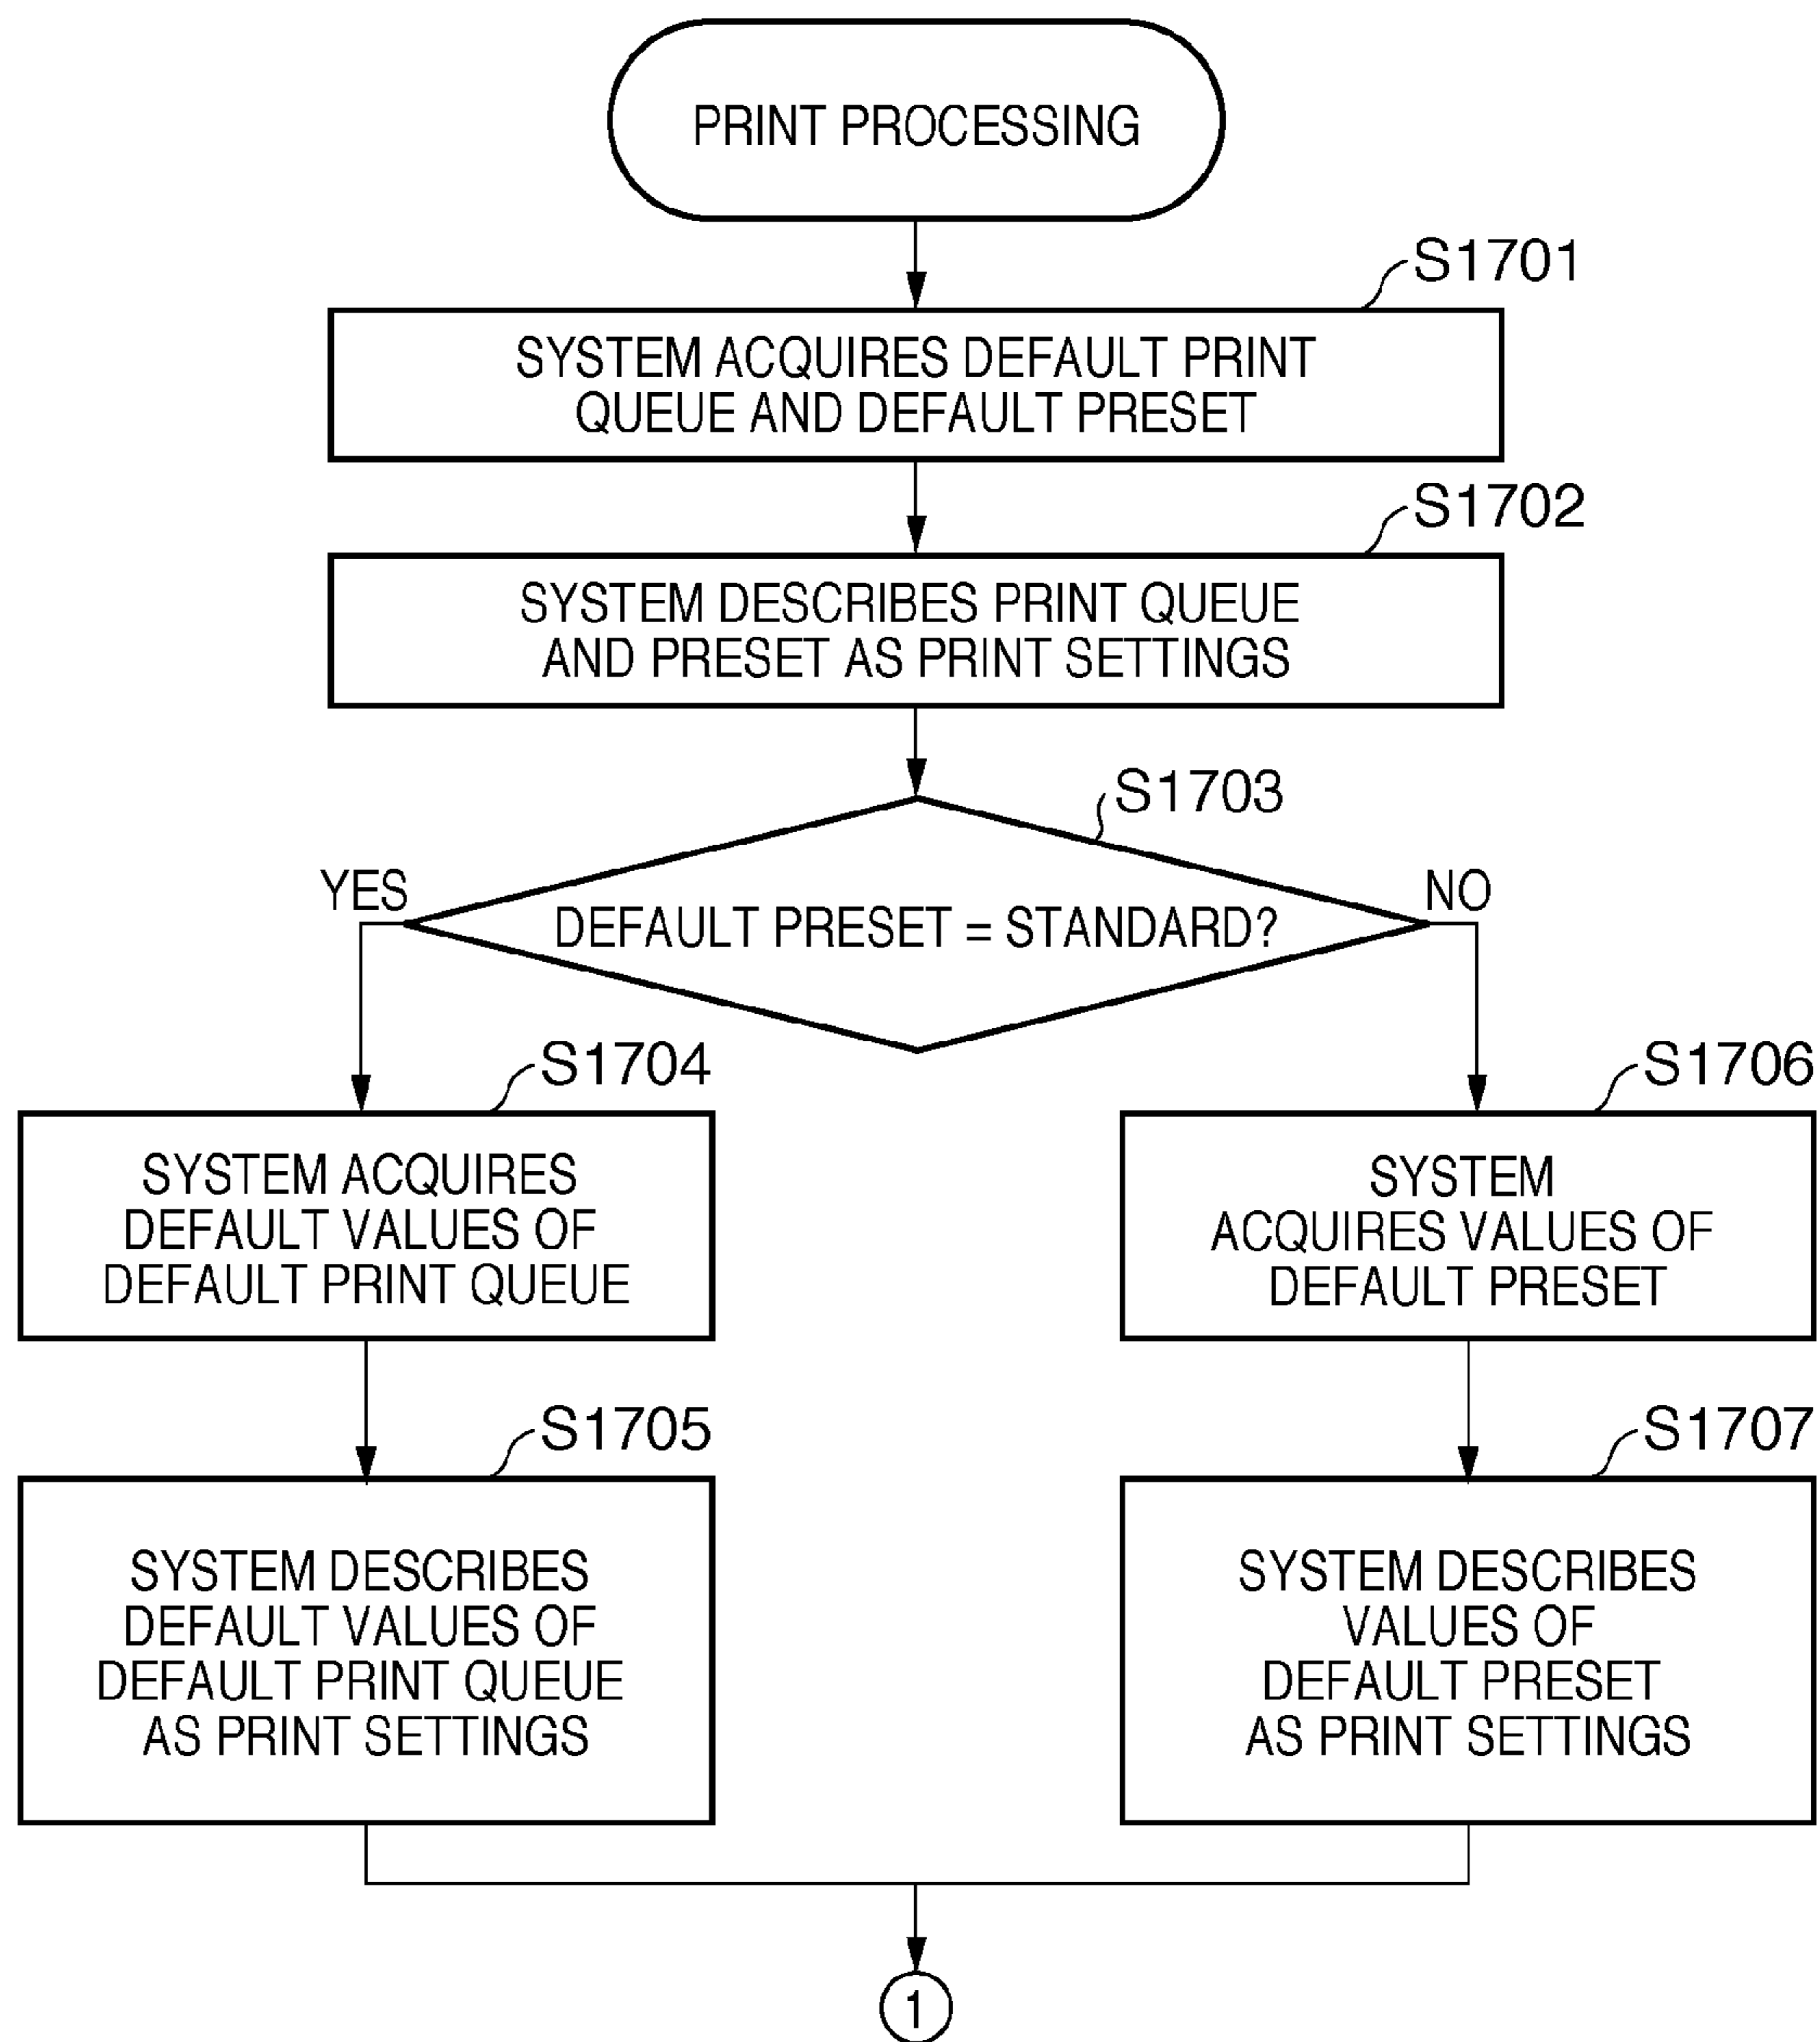 PRINT PROCESSING
S1701
SYSTEM ACQUIRES DEFAULT PRINT
QUEUE AND DEFAULT PRESET
S1702
SYSTEM DESCRIBES PRINT QUEUE
AND PRESET AS PRINT SETTINGS
S1703
DEFAULT PRESET = STANDARD?
YES
NO
S1704
SYSTEM ACQUIRES
DEFAULT VALUES OF
DEFAULT PRINT QUEUE
S1706
SYSTEM
ACQUIRES VALUES OF
DEFAULT PRESET
S1705
SYSTEM DESCRIBES
DEFAULT VALUES OF
DEFAULT PRINT QUEUE
AS PRINT SETTINGS
S1707
SYSTEM DESCRIBES
VALUES OF
DEFAULT PRESET
AS PRINT SETTINGS
1